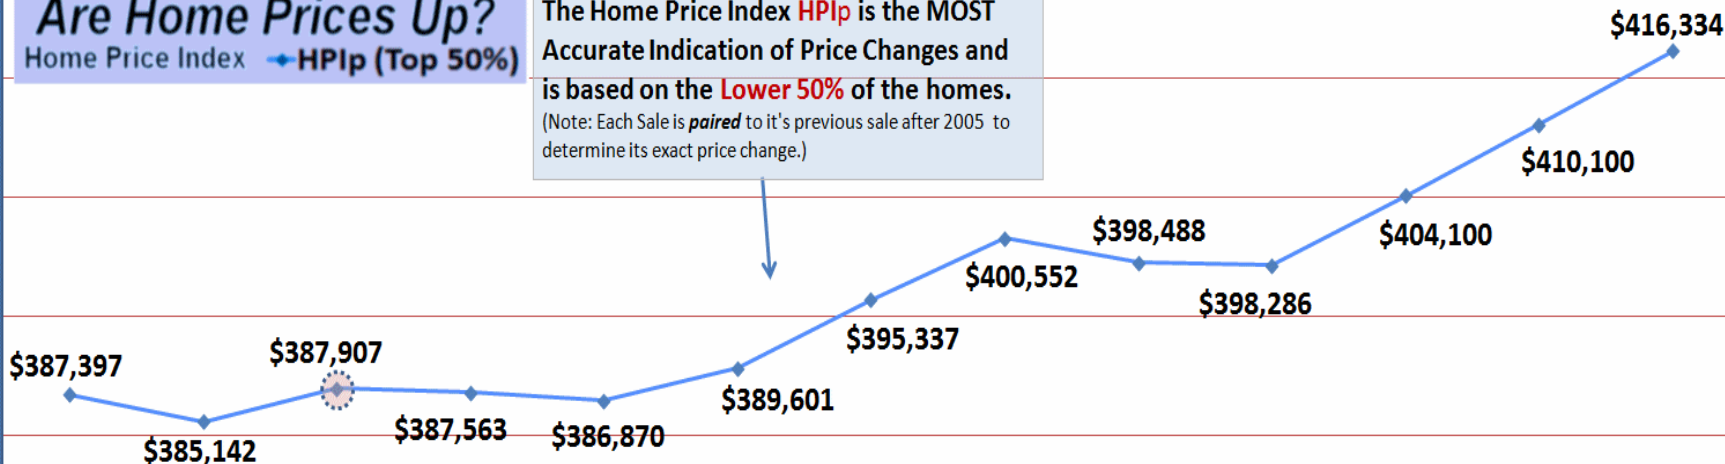 Are Home Prices Up?
Home Price Index HPIp (Top 50%)
The Home Price Index HPIp is the MOST
Accurate Indication of Price Changes and
is based on the Lower 50% of the homes.
(Note: Each Sale is paired to it's previous sale after 2005 to
determine its exact price change.)
$387,397
$385,142
$387,907
$387,563
$386,870
$389,601
$395,337
$400,552
$398,488
$398,286
$404,100
$410,100
$416,334